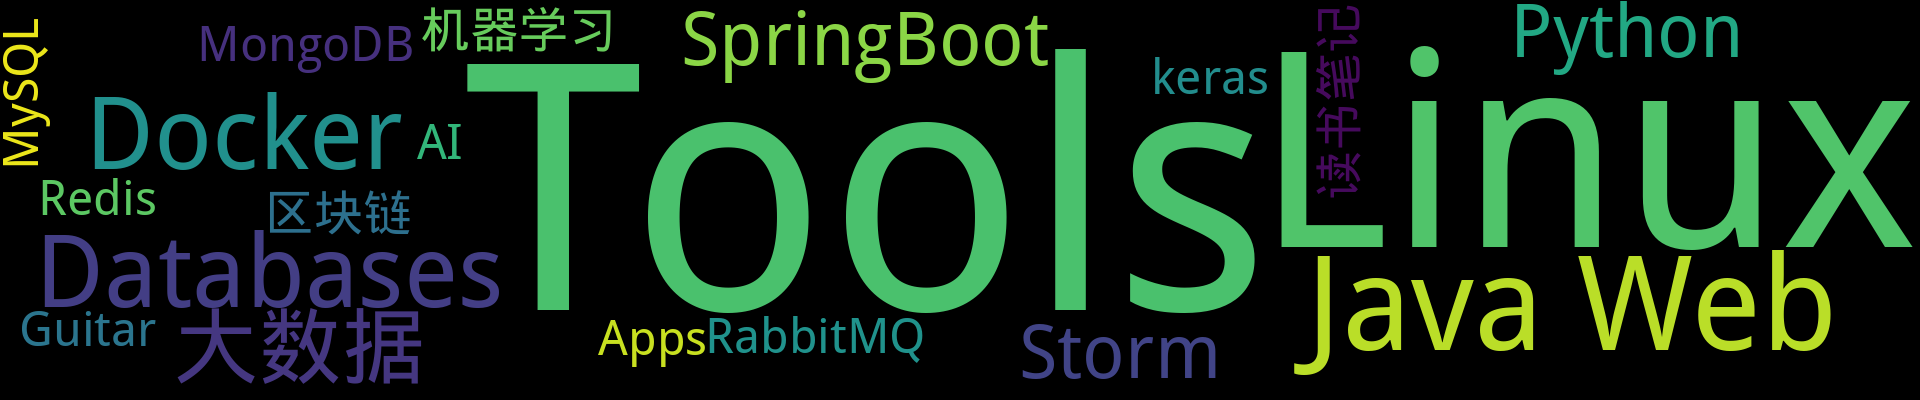 MySQL
MongoDB
机器学习
SpringBoot
读书笔记
Python
Docker
AI
Tools
keras
Linux
Redis
区块链
Databases
Java Web
Guitar
大数据
Apps
RabbitMQ
Storm